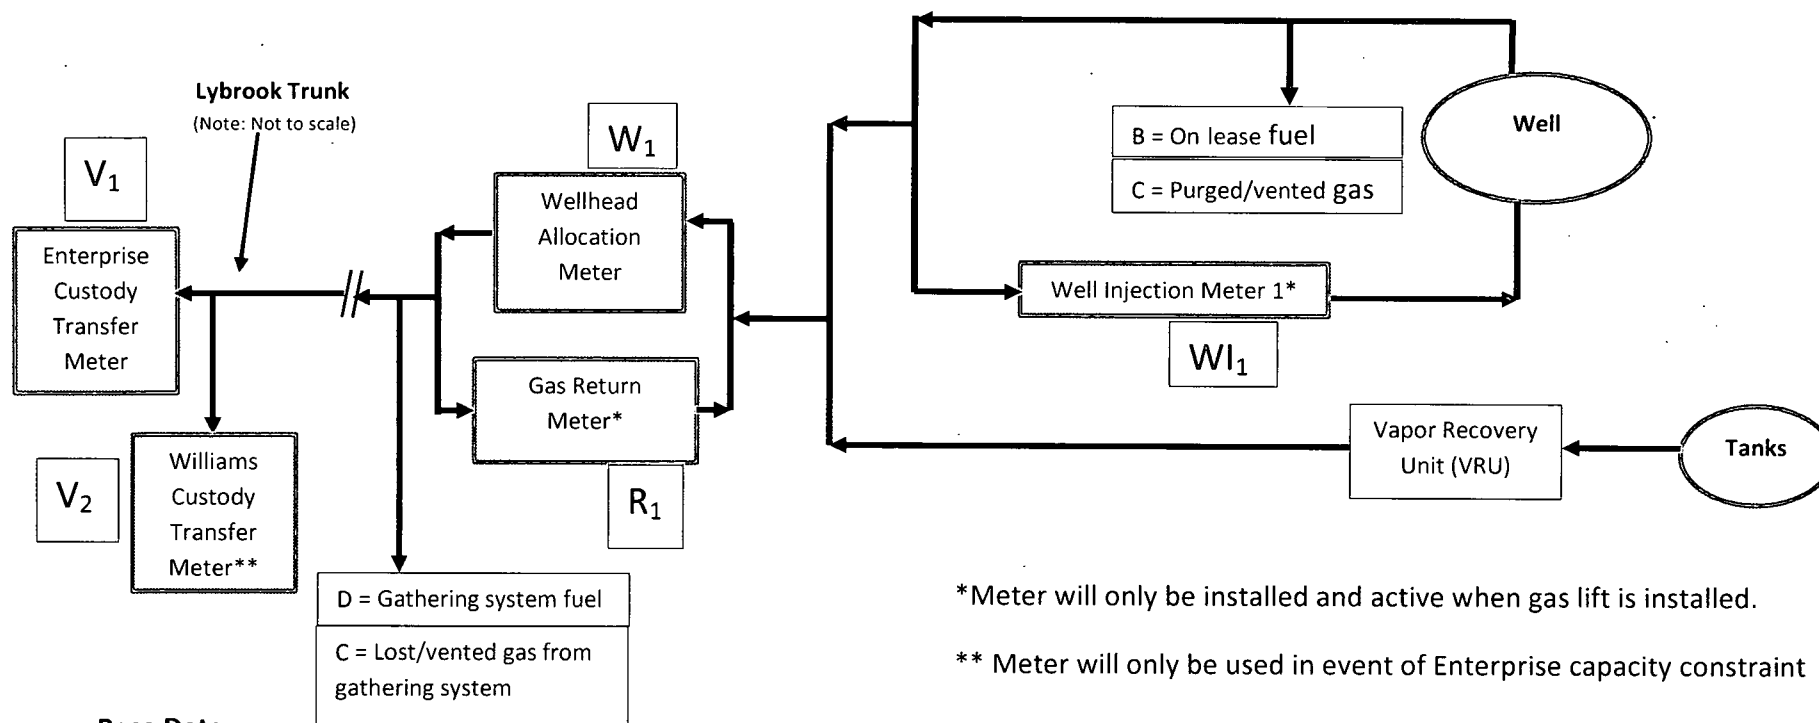 Lybrook Trunk
(Note: Not to scale)
V1
Enterprise
Custody
Transfer
Meter
V2
Williams
Custody
Transfer
Meter**
W1
Wellhead
Allocation
Meter
Gas Return
Meter*
R1
D = Gathering system fuel
C = Lost/vented gas from
gathering system
B = On lease fuel
C = Purged/vented gas
Well
Well Injection Meter 1*
WI1
Vapor Recovery
Unit (VRU)
Tanks
*Meter will only be installed and active when gas lift is installed.
** Meter will only be used in event of Enterprise capacity constraint